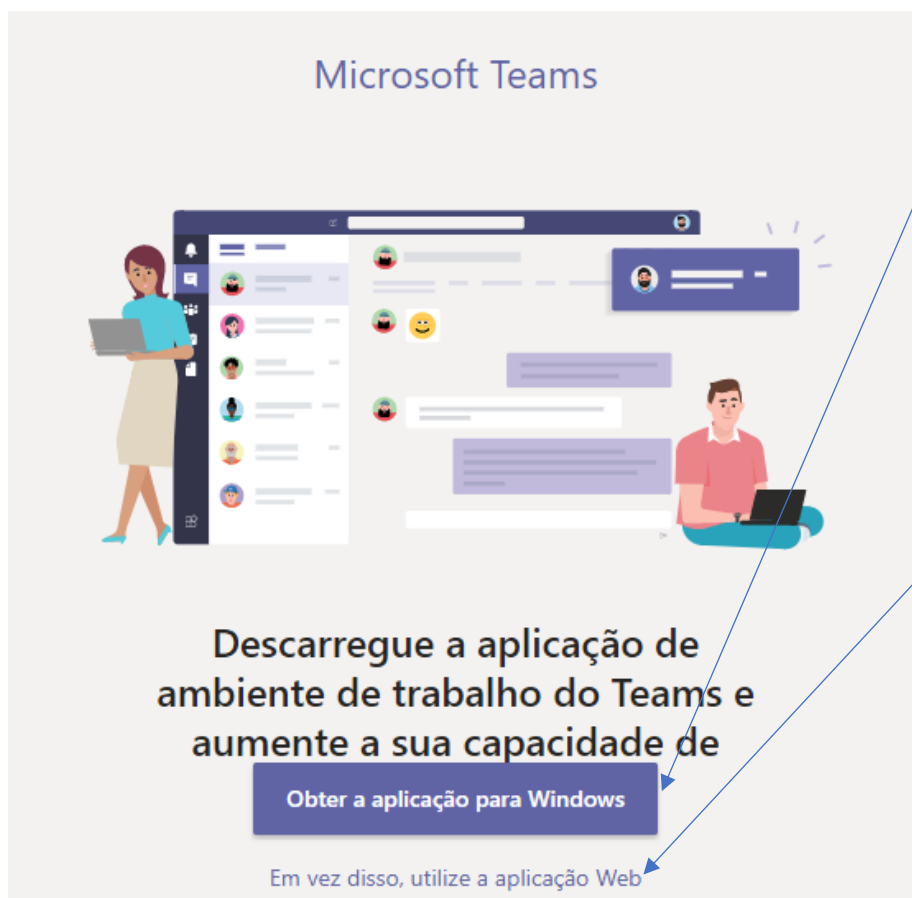 Microsoft Teams
Descarregue a aplicação de
ambiente de trabalho do Teams e
aumente a sua capacidade de
Obter a aplicação para Windows
Em vez disso, utilize a aplicação Web